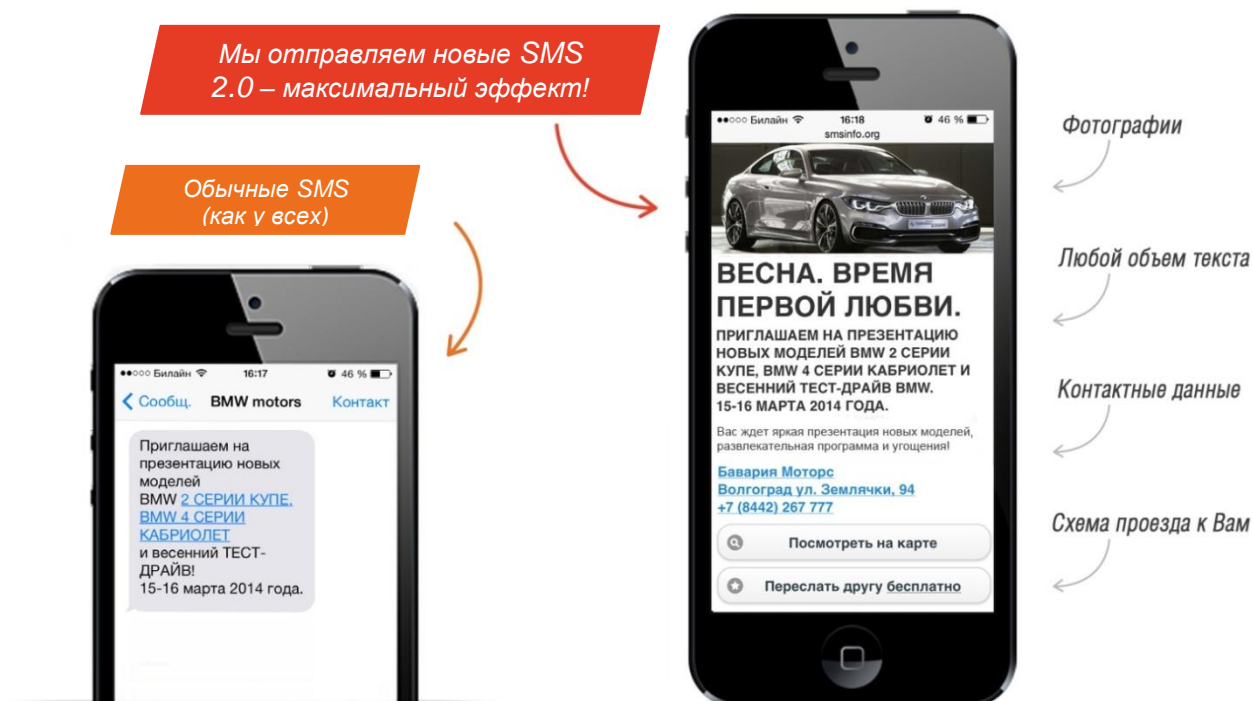 Мы отправляем новые SMS
2.0 – максимальный эффект!
Обычные SMS
(как у всех)
●●○○○ Билайн 16:17 46 %
Сообщ. BMW motors Контакт
Приглашаем на
презентацию новых
моделей
BMW 2 СЕРИИ КУПЕ,
BMW 4 СЕРИИ
КАБРИОЛЕТ
и весенний ТЕСТ-
ДРАЙВ!
15-16 марта 2014 года.
●●○○○ Билайн 16:18 46 %
smsinfo.org
ВЕСНА. ВРЕМЯ
ПЕРВОЙ ЛЮБВИ.
ПРИГЛАШАЕМ НА ПРЕЗЕНТАЦИЮ
НОВЫХ МОДЕЛЕЙ BMW 2 СЕРИИ
КУПЕ, BMW 4 СЕРИИ КАБРИОЛЕТ И
ВЕСЕННИЙ ТЕСТ-ДРАЙВ BMW.
15-16 МАРТА 2014 ГОДА.
Вас ждет яркая презентация новых моделей,
развлекательная программа и угощения!
Бавария Моторс
Волгоград ул. Землячки, 94
+7 (8442) 267 777
Посмотреть на карте
Переслать другу бесплатно
Фотографии
Любой объем текста
Контактные данные
Схема проезда к Вам